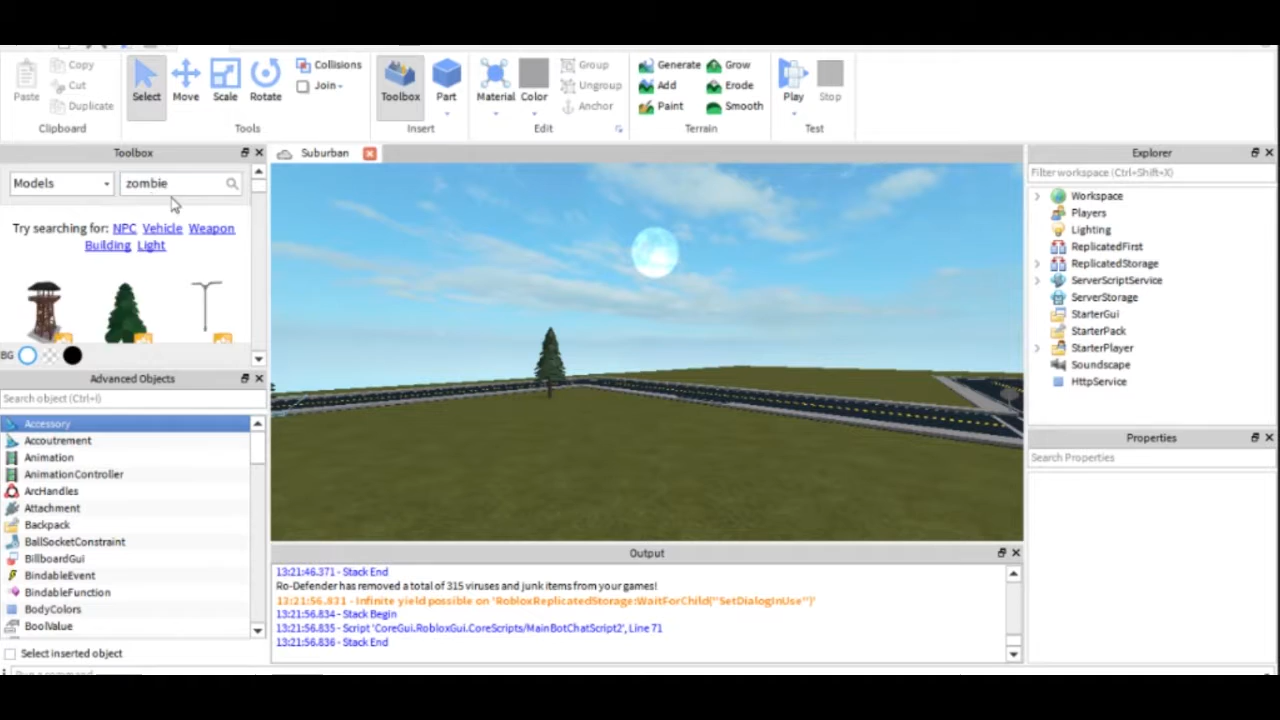 Copy
Cut
Paste
Duplicate
Clipboard
Select
Move
Scale
Rotate
Collisions
Join
Tools
Toolbox
Part
Insert
Material
Color
Group
Ungroup
Anchor
Edit
Generate
Grow
Add
Erode
Paint
Smooth
Terrain
Play
Stop
Test
Toolbox
Models
zombie
Try searching for: NPC Vehicle Weapon
Building Light
BG
Advanced Objects
Search object (Ctrl+I)
Accessory
Accoutrement
Animation
AnimationController
ArcHandles
Attachment
Backpack
BallSocketConstraint
BillboardGui
BindableEvent
BindableFunction
BodyColors
BoolValue
Select inserted object
Suburban
Output
13:21:46.371 - Stack End
Ro-Defender has removed a total of 315 viruses and junk items from your games!
13:21:56.831 - Infinite yield possible on 'RobloxReplicatedStorage:WaitForChild("SetDialogInUse")'
13:21:56.834 - Stack Begin
13:21:56.835 - Script 'CoreGui.RobloxGui.CoreScripts/MainBotChatScript2', Line 71
13:21:56.836 - Stack End
Explorer
Filter workspace (Ctrl+Shift+X)
Workspace
Players
Lighting
ReplicatedFirst
ReplicatedStorage
ServerScriptService
ServerStorage
StarterGui
StarterPack
StarterPlayer
Soundscape
HttpService
Properties
Search Properties